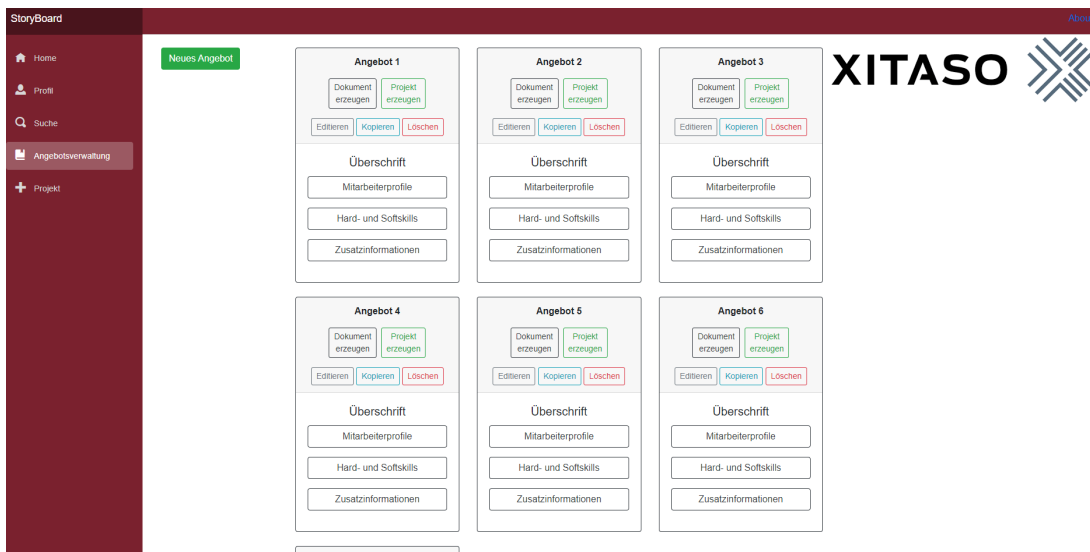 StoryBoard
Home
Profil
Suche
Angebotsverwaltung
Projekt
Neues Angebot
XITASO
Angebot 1
Dokument erzeugen
Projekt erzeugen
Editieren Kopieren Löschen
Überschrift
Mitarbeiterprofile
Hard- und Softskills
Zusatzinformationen
Angebot 2
Dokument erzeugen
Projekt erzeugen
Editieren Kopieren Löschen
Überschrift
Mitarbeiterprofile
Hard- und Softskills
Zusatzinformationen
Angebot 3
Dokument erzeugen
Projekt erzeugen
Editieren Kopieren Löschen
Überschrift
Mitarbeiterprofile
Hard- und Softskills
Zusatzinformationen
Angebot 4
Dokument erzeugen
Projekt erzeugen
Editieren Kopieren Löschen
Überschrift
Mitarbeiterprofile
Hard- und Softskills
Zusatzinformationen
Angebot 5
Dokument erzeugen
Projekt erzeugen
Editieren Kopieren Löschen
Überschrift
Mitarbeiterprofile
Hard- und Softskills
Zusatzinformationen
Angebot 6
Dokument erzeugen
Projekt erzeugen
Editieren Kopieren Löschen
Überschrift
Mitarbeiterprofile
Hard- und Softskills
Zusatzinformationen